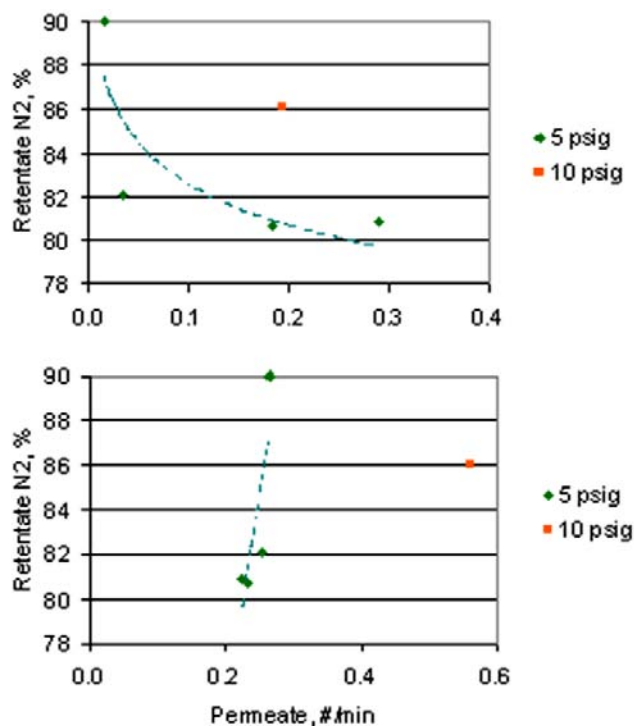 90
88
86
84
82
80
78
Retentate N2, %
0.0 0.1 0.2 0.3 0.4
5 psig
10 psig
90
88
86
84
82
80
78
Retentate N2, %
0.0 0.2 0.4 0.6
Permeate, #/min
5 psig
10 psig